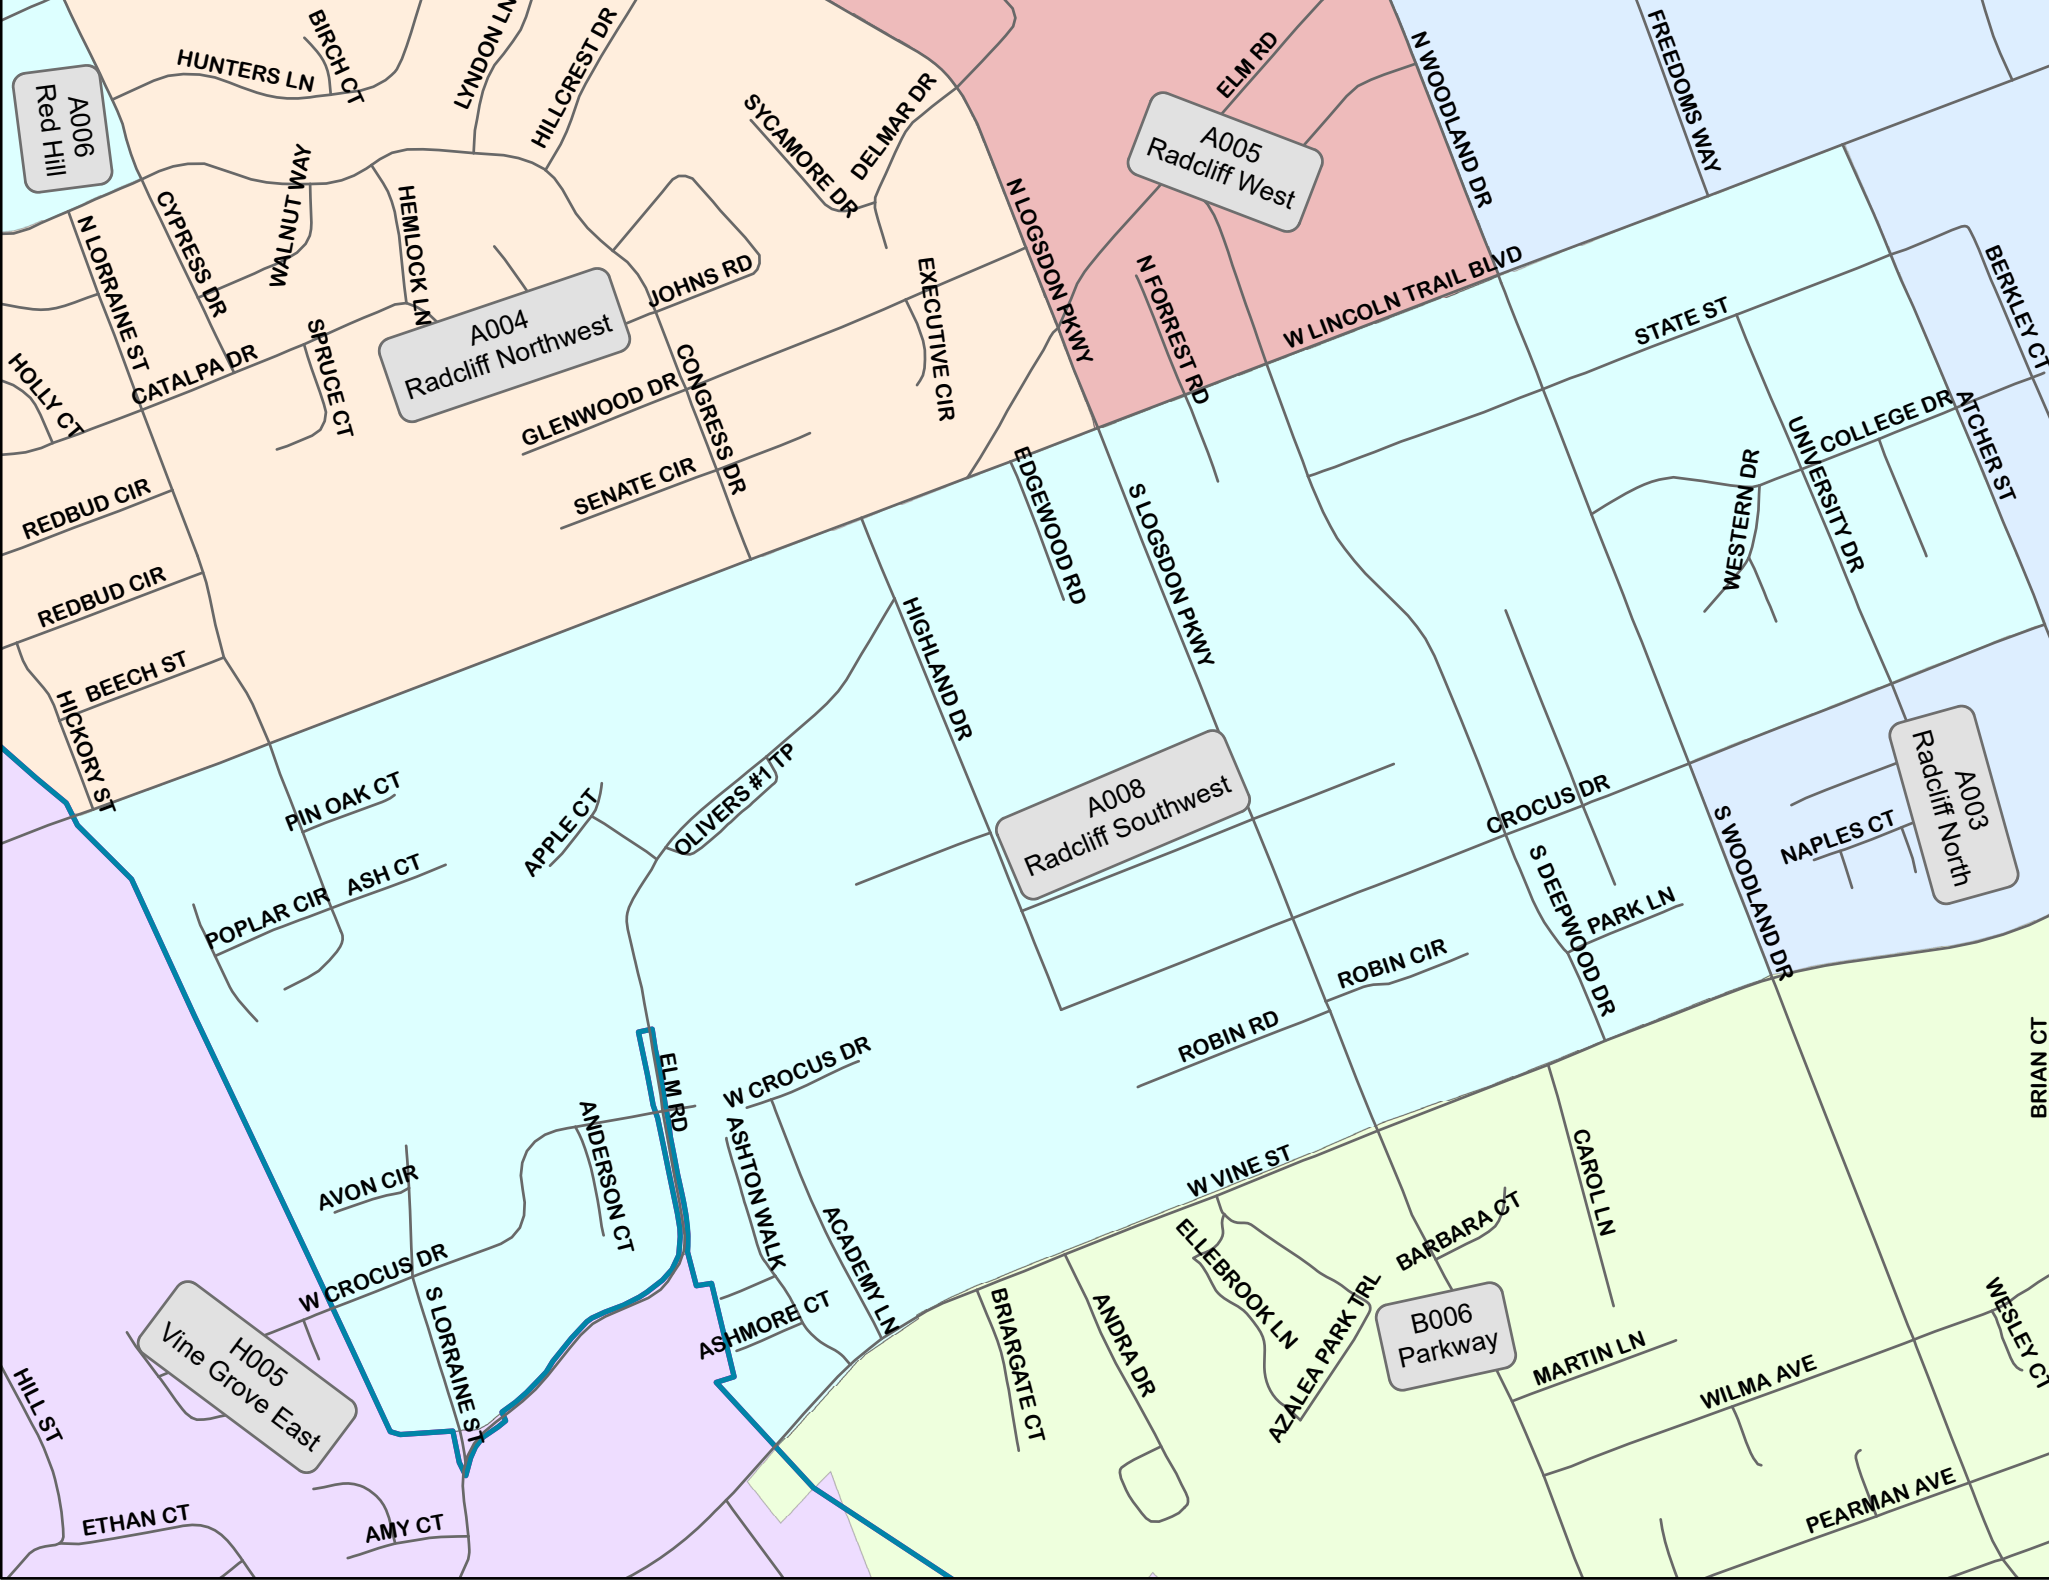 BIRCH CT
HUNTERS LN
LYNDON LN
HILLCREST DR
ELM RD
N WOODLAND DR
FREEDOMS WAY
A006
Red Hill
SYCAMORE DR
DELMAR DR
A005
Radcliff West
WALNUT WAY
CYPRESS DR
HEMLOCK LN
N LORRAINE ST
N LOGSDON PKWY
JOHNS RD
EXECUTIVE CIR
N FORREST RD
W LINCOLN TRAIL BLVD
STATE ST
BERKLEY CT
A004
Radcliff Northwest
SPRUCE CT
HOLLY CT
CATALPA DR
CONGRESS DR
GLENWOOD DR
SENATE CIR
COLLEGE DR
ATCHER ST
UNIVERSITY DR
WESTERN DR
EDGEWOOD RD
S LOGSDON PKWY
REDBUD CIR
REDBUD CIR
BEECH ST
HICKORY ST
HIGHLAND DR
PIN OAK CT
OLIVERS #1 TP
APPLE CT
A008
Radcliff Southwest
CROCUS DR
A003
Radcliff North
NAPLES CT
S WOODLAND DR
POPLAR CIR
ASH CT
S DEEPWOOD DR
PARK LN
ROBIN CIR
ROBIN RD
BRIAN CT
ELM RD
W CROCUS DR
ANDERSON CT
ASHTON WALK
AVON CIR
ACADEMY LN
W VINE ST
CAROL LN
ELLEBROOK LN
BARBARA CT
W CROCUS DR
S LORRAINE ST
ASHMORE CT
AZALEA PARK TRL
BRIARGATE CT
ANDRA DR
B006
Parkway
WESLEY CT
H005
Vine Grove East
HILL ST
MARTIN LN
WILMA AVE
PEARMAN AVE
ETHAN CT
AMY CT